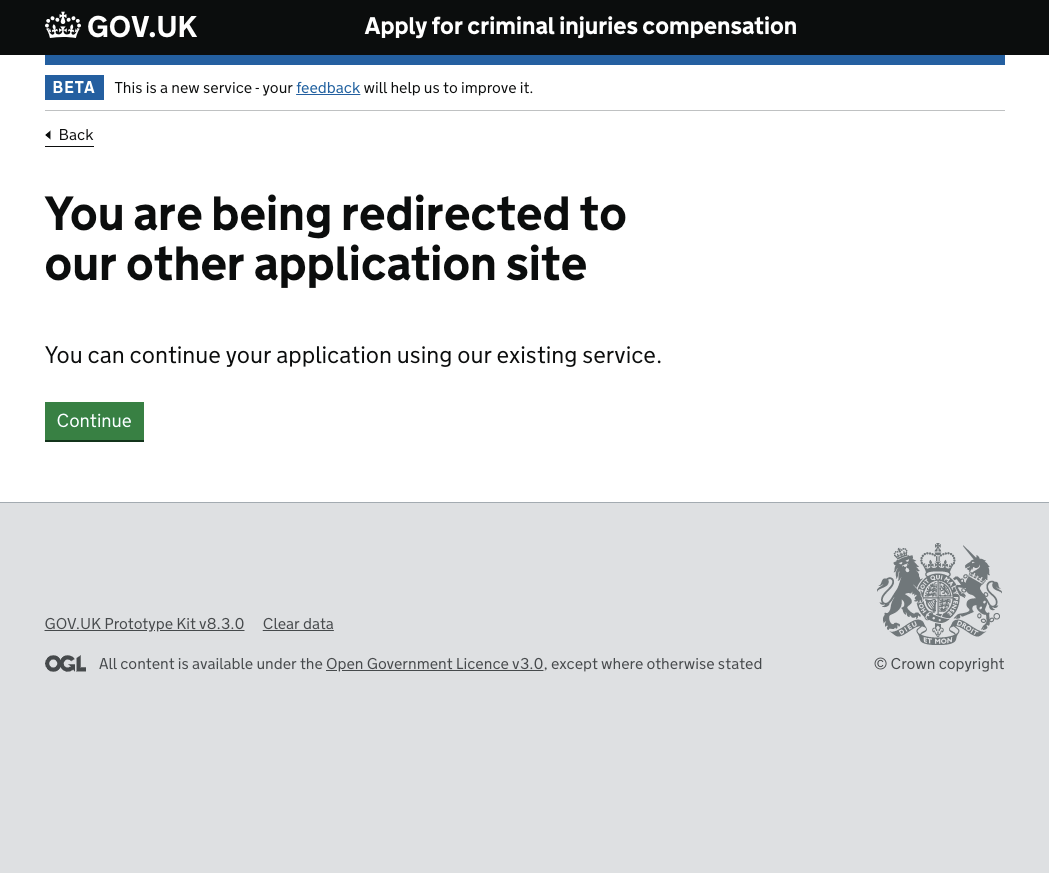 GOV.UK Apply for criminal injuries compensation
BETA This is a new service - your feedback will help us to improve it.
Back
You are being redirected to
our other application site
You can continue your application using our existing service.
Continue
GOV.UK Prototype Kit v8.3.0 Clear data
OGL All content is available under the Open Government Licence v3.0, except where otherwise stated
DIEU ET MON DROIT
© Crown copyright